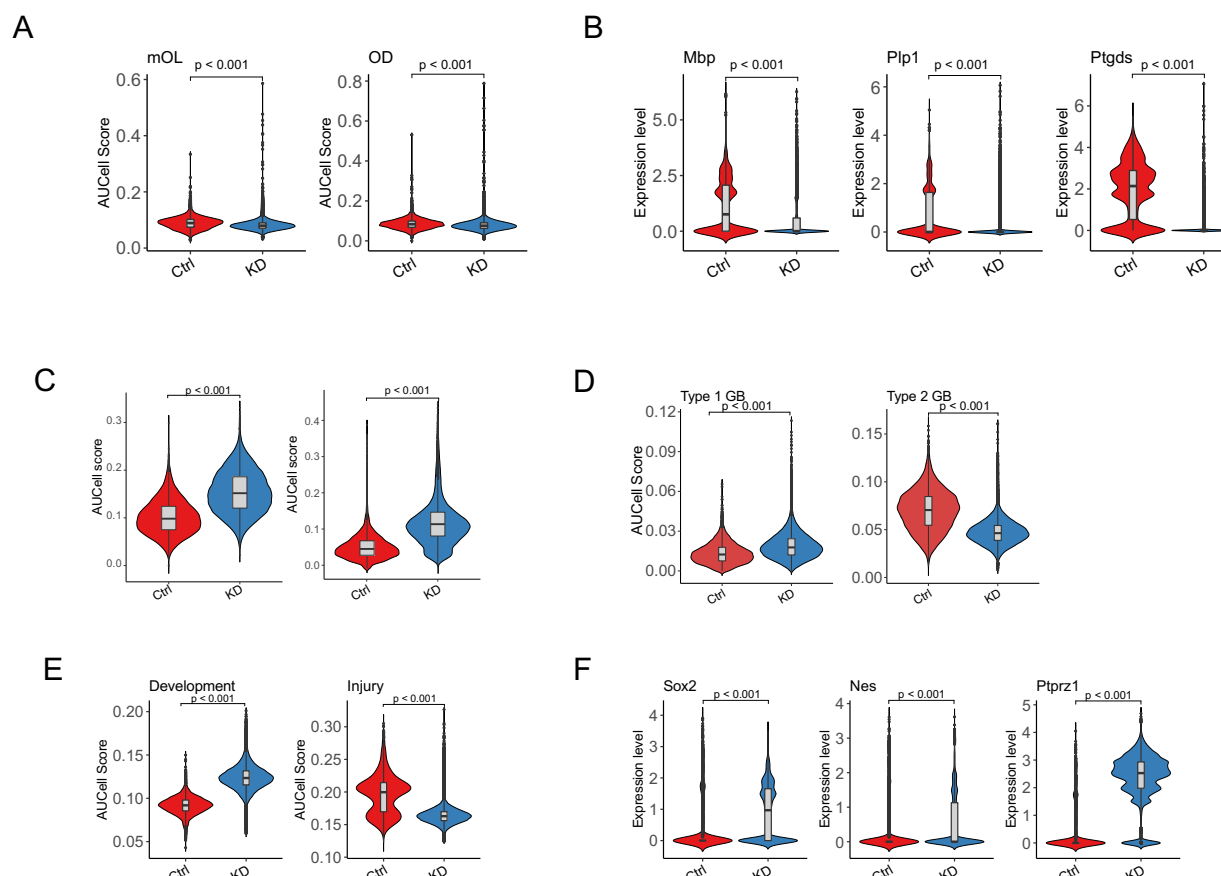 A
B
mOL
OD
p < 0.001
p < 0.001
AUCell Score
0.6
0.4
0.2
0.0
Ctrl
KD
AUCell Score
0.8
0.6
0.4
0.2
0.0
Ctrl
KD
Mbp
Plp1
Ptgds
p < 0.001
p < 0.001
p < 0.001
Expression level
5.0
2.5
0.0
Ctrl
KD
Expression level
6
4
2
0
Ctrl
KD
Expression level
6
4
2
0
Ctrl
KD
C
D
p < 0.001
p < 0.001
AUCell score
0.3
0.2
0.1
0.0
Ctrl
KD
AUCell score
0.4
0.3
0.2
0.1
0.0
Ctrl
KD
Type 1 GB
Type 2 GB
p < 0.001
p < 0.001
AUCell Score
0.12
0.09
0.06
0.03
0.00
Ctrl
KD
0.15
0.10
0.05
0.00
Ctrl
KD
E
F
Development
Injury
p < 0.001
p < 0.001
AUCell Score
0.20
0.15
0.10
0.05
Ctrl
KD
AUCell Score
0.30
0.25
0.20
0.15
0.10
Ctrl
KD
Sox2
Nes
Ptprz1
p < 0.001
p < 0.001
p < 0.001
Expression level
4
3
2
1
0
Ctrl
KD
Expression level
4
3
2
1
0
Ctrl
KD
Expression level
5
4
3
2
1
0
Ctrl
KD